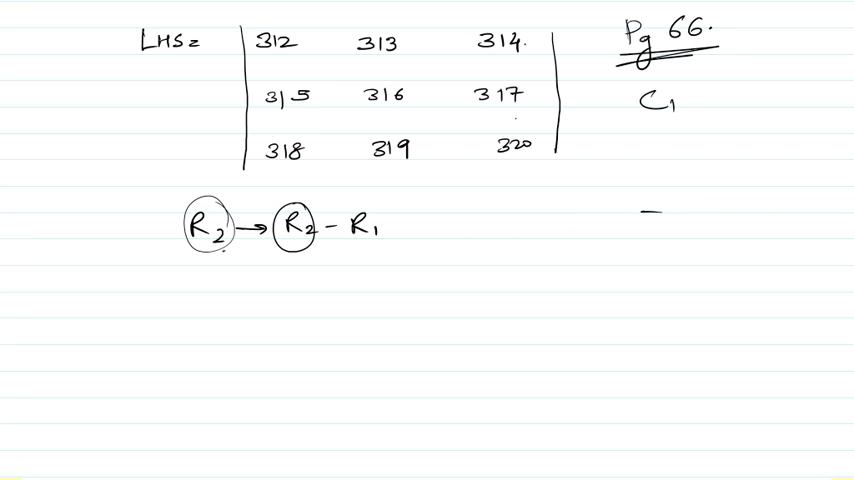 LHS = | 312 313 314 | Pg 66.
315 316 317 C₁
318 319 320
R₂ → R₂ - R₁ -